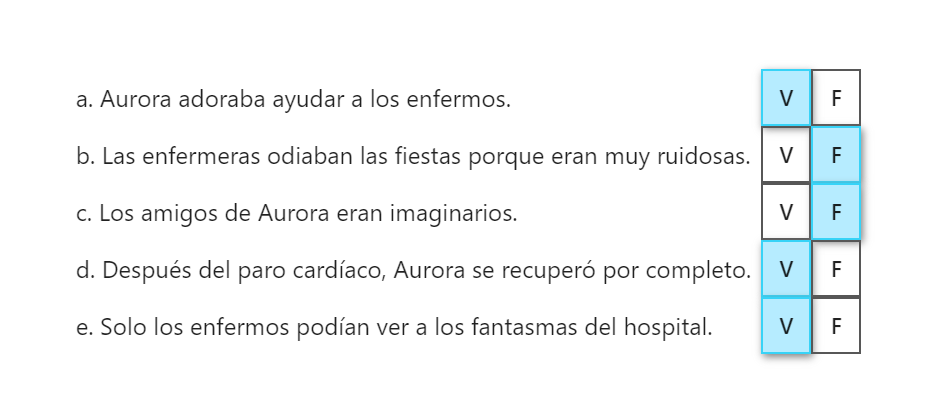 a. Aurora adoraba ayudar a los enfermos. V F
b. Las enfermeras odiaban las fiestas porque eran muy ruidosas. V F
c. Los amigos de Aurora eran imaginarios. V F
d. Después del paro cardíaco, Aurora se recuperó por completo. V F
e. Solo los enfermos podían ver a los fantasmas del hospital. V F